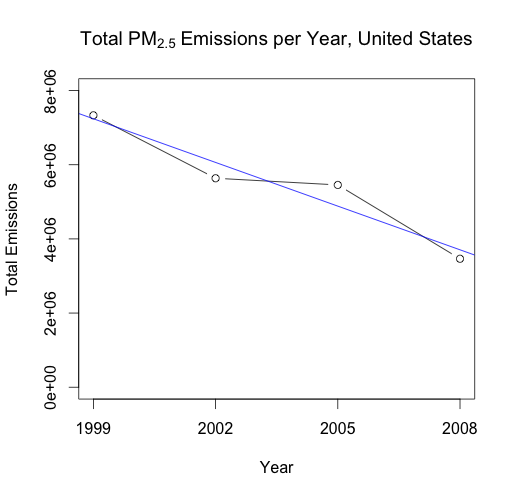 Total PM2.5 Emissions per Year, United States
8e+06
6e+06
4e+06
2e+06
0e+00
Total Emissions
1999 2002 2005 2008
Year